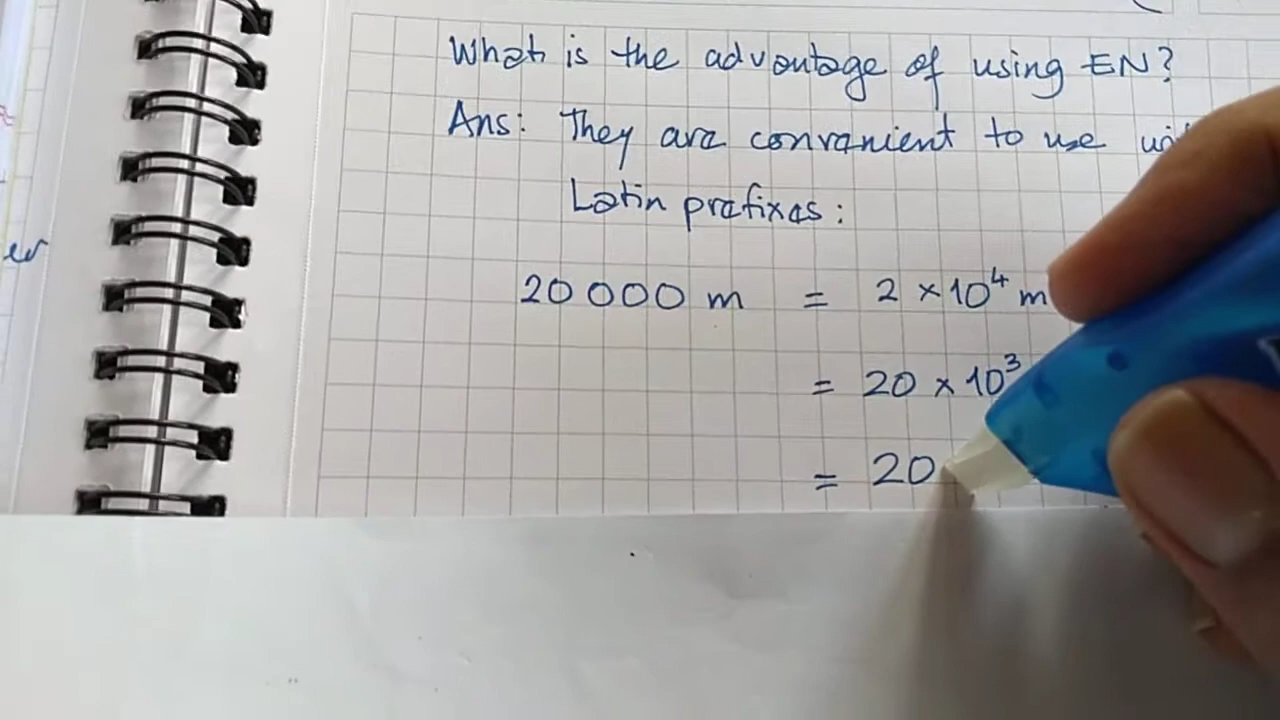 What is the advantage of using EN?
Ans: They are convenient to use
Latin prefixes:
20 000 m = 2 × 10⁴ m
= 20 × 10³
= 20
er